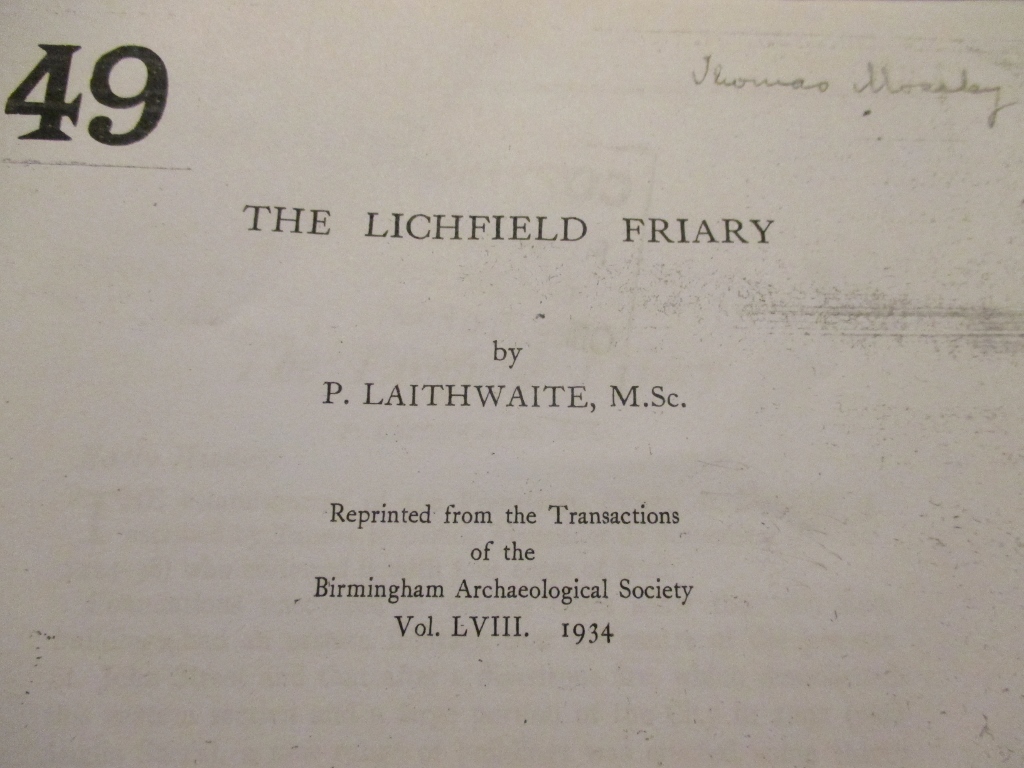 49
Thomas Moseley
THE LICHFIELD FRIARY
by
P. LAITHWAITE, M.Sc.
Reprinted from the Transactions
of the
Birmingham Archaeological Society
Vol. LVIII. 1934